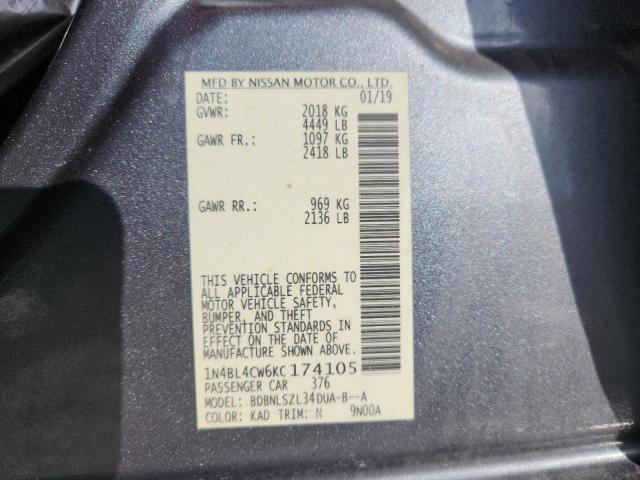 MFD BY NISSAN MOTOR CO., LTD.
DATE: 01/19
GVWR: 2018 KG
4449 LB
GAWR FR.: 1097 KG
2418 LB
GAWR RR.: 969 KG
2136 LB
THIS VEHICLE CONFORMS TO
ALL APPLICABLE FEDERAL
MOTOR VEHICLE SAFETY,
BUMPER, AND THEFT
PREVENTION STANDARDS IN
EFFECT ON THE DATE OF
MANUFACTURE SHOWN ABOVE.
1N4BL4CW6KC174105
PASSENGER CAR 376
MODEL: BDBNLSZL34DUA-B--A
COLOR: KAD TRIM: N 9N00A